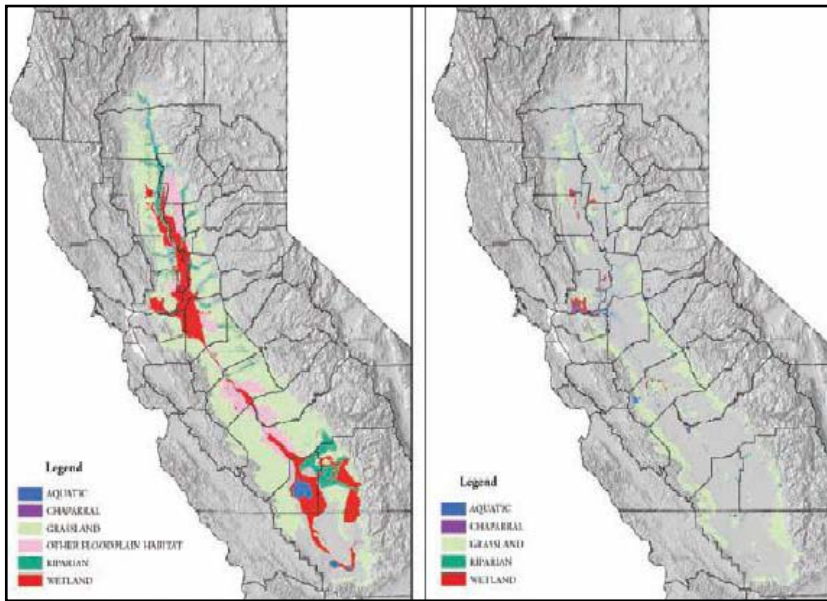 Legend
AQUATIC
CHAPARRAL
GRASSLAND
OTHER FLOODPLAIN HABITAT
RIPARIAN
WETLAND
Legend
AQUATIC
CHAPARRAL
GRASSLAND
RIPARIAN
WETLAND